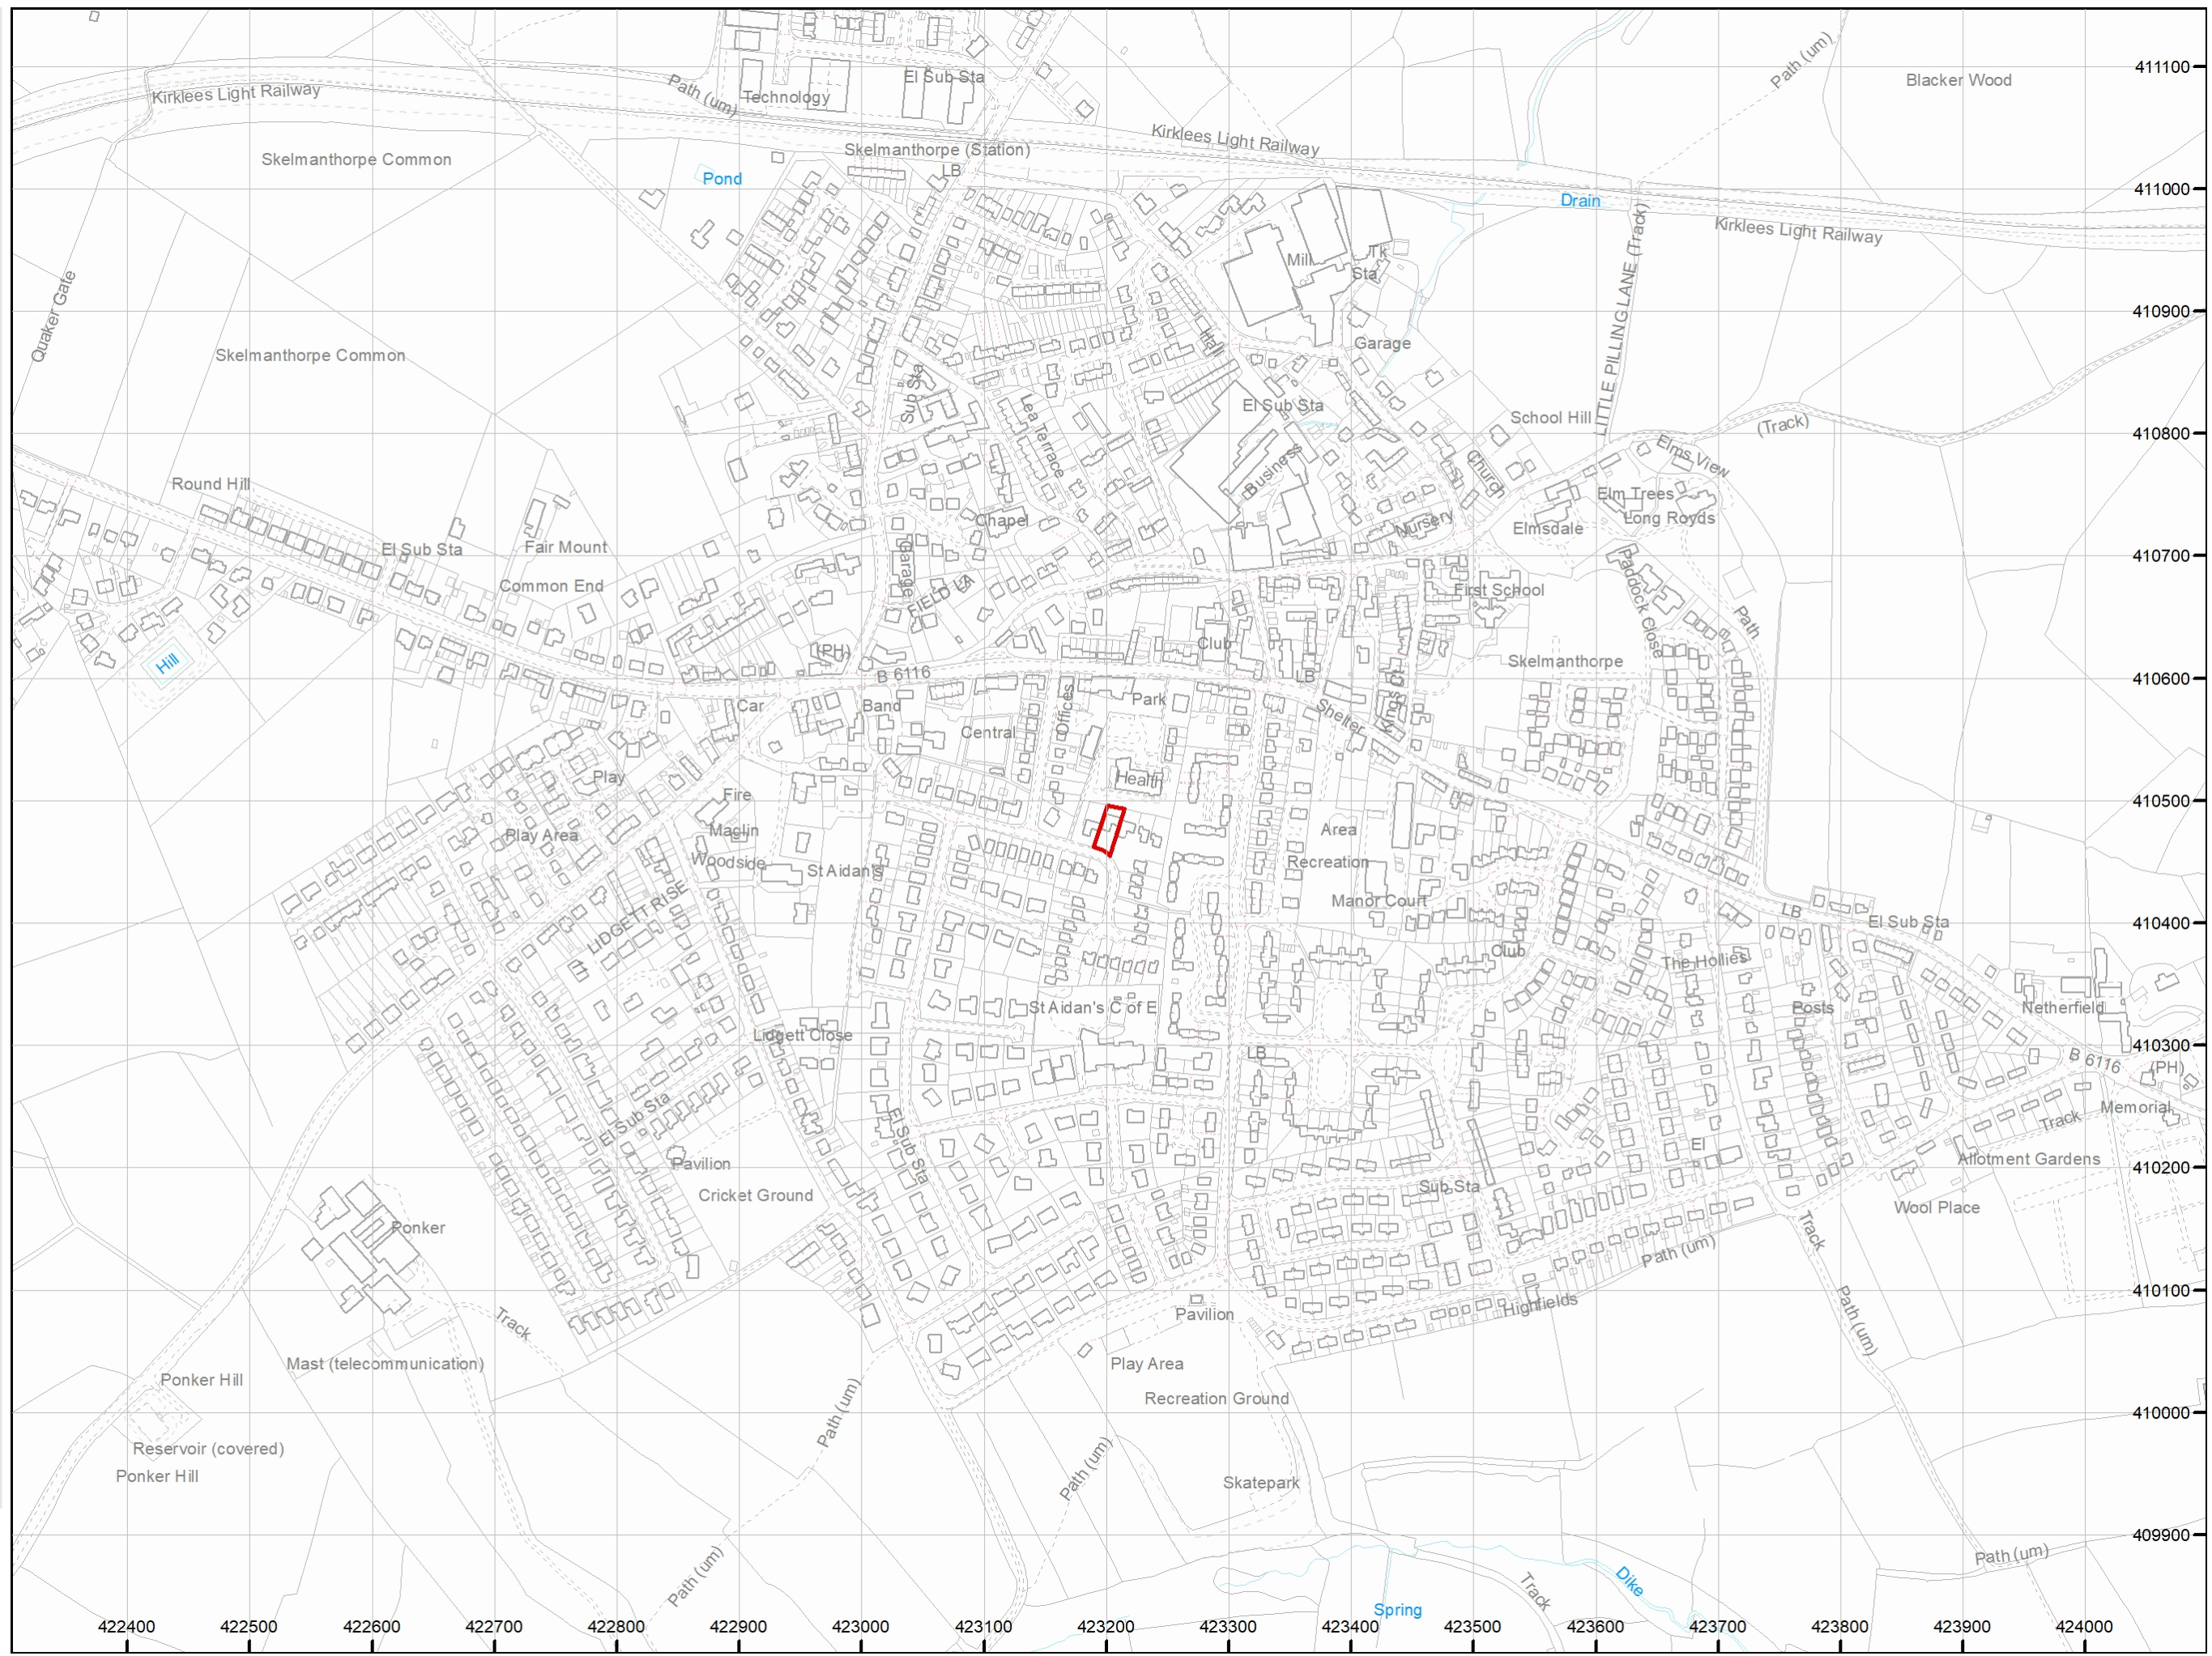 Path (um)
Blacker Wood
411100
El Sub Sta
Path (um)
Technology
Kirklees Light Railway
Kirklees Light Railway
Skelmanthorpe (Station)
Skelmanthorpe Common
LB
Pond
411000
Drain
Kirklees Light Railway
Mill
Tk
Sta
Quaker Gate
410900
Hall
Garage
Skelmanthorpe Common
LITTLE PILLING LANE (Track)
Sub Sta
El Sub Sta
Lea Terrace
School Hill
(Track)
410800
Elms View
Business
Church
Round Hill
Elm Trees
Long Royds
Chapel
Nursery
Elmsdale
El Sub Sta
Fair Mount
410700
Garage
Common End
FIELD LA
First School
Paddock Close
Path
(PH)
Club
Skelmanthorpe
Hill
B 6116
LB
410600
Car
Band
Offices
Park
Shelter
Kings Ct
Central
Play
Health
Fire
410500
Play Area
Maglin
Area
Woodside
St Aidan's
Recreation
LIDGETT RISE
Manor Court
LB
El Sub Sta
410400
Club
The Hollies
St Aidan's C of E
Posts
Netherfield
Lidgett Close
LB
410300
B 6116
(PH)
El Sub Sta
El Sub Sta
Memorial
Track
El
Pavilion
Allotment Gardens
410200
Cricket Ground
Sub Sta
Wool Place
Ponker
Track
Path (um)
410100
Track
Pavilion
Highfields
Path (um)
Mast (telecommunication)
Play Area
Ponker Hill
Recreation Ground
Path (um)
410000
Reservoir (covered)
Ponker Hill
Path (um)
Skatepark
409900
Path (um)
Path (um)
Track
Dike
Spring
422400 422500 422600 422700 422800 422900 423000 423100 423200 423300 423400 423500 423600 423700 423800 423900 424000